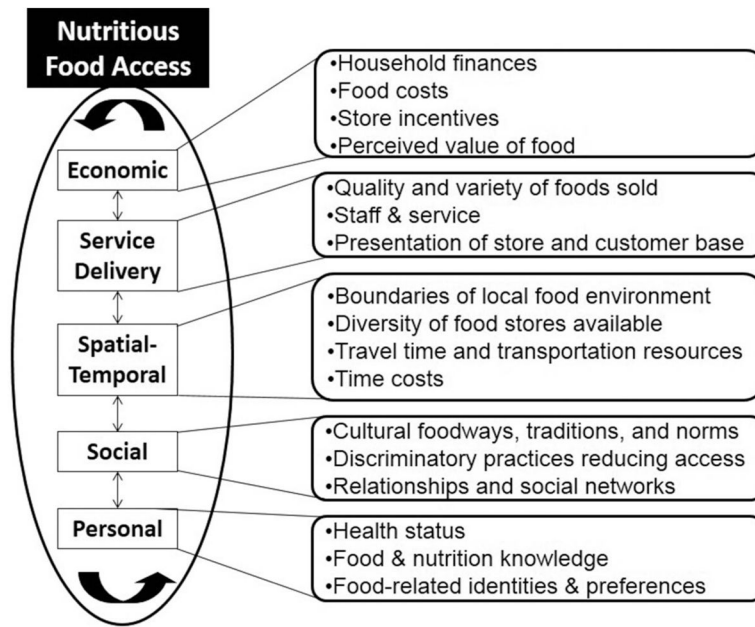 Nutritious
Food Access
Economic
•Household finances
•Food costs
•Store incentives
•Perceived value of food
Service
Delivery
•Quality and variety of foods sold
•Staff & service
•Presentation of store and customer base
Spatial-
Temporal
•Boundaries of local food environment
•Diversity of food stores available
•Travel time and transportation resources
•Time costs
Social
•Cultural foodways, traditions, and norms
•Discriminatory practices reducing access
•Relationships and social networks
Personal
•Health status
•Food & nutrition knowledge
•Food-related identities & preferences